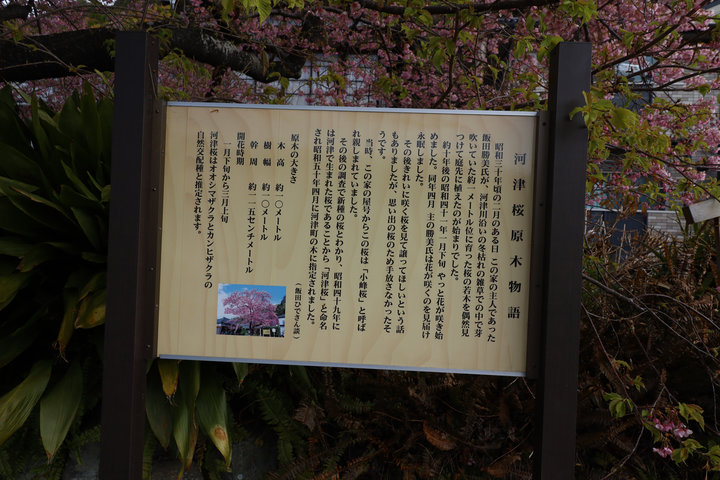 河津桜原木物語
昭和三十年頃の二月のある日 この家の主人であった
飯田勝美氏が、河津川沿いの冬枯れの雑草での中で芽
吹いていた約一メートル位に育った桜の若木を偶然見
つけて庭先に植えたのが始まりでした。
約十年後の昭和四十一年一月下旬 やっと花が咲き始
めました。同年四月 主の勝美氏は花が咲くのを見届け
永眠しました。
その後きれいに咲く桜を見て譲ってほしいという話
もありましたが、思い出の桜のため手放さなかったそ
うです。
当時、この家の屋号からこの桜は「小峰桜」と呼ば
れ親しまれていました。
その後の調査で新種の桜とわかり、昭和四十九年に
は河津で生まれた桜であることから「河津桜」と命名
され昭和五十年四月に河津町の木に指定されました。
(飯田ひでさん談)
原木の大きさ
木高 約一〇メートル
樹幅 約一〇メートル
幹周 約一一五センチメートル
開花時期
一月下旬から三月上旬
河津桜はオオシマザクラとカンヒザクラの
自然交配種と推定されます。